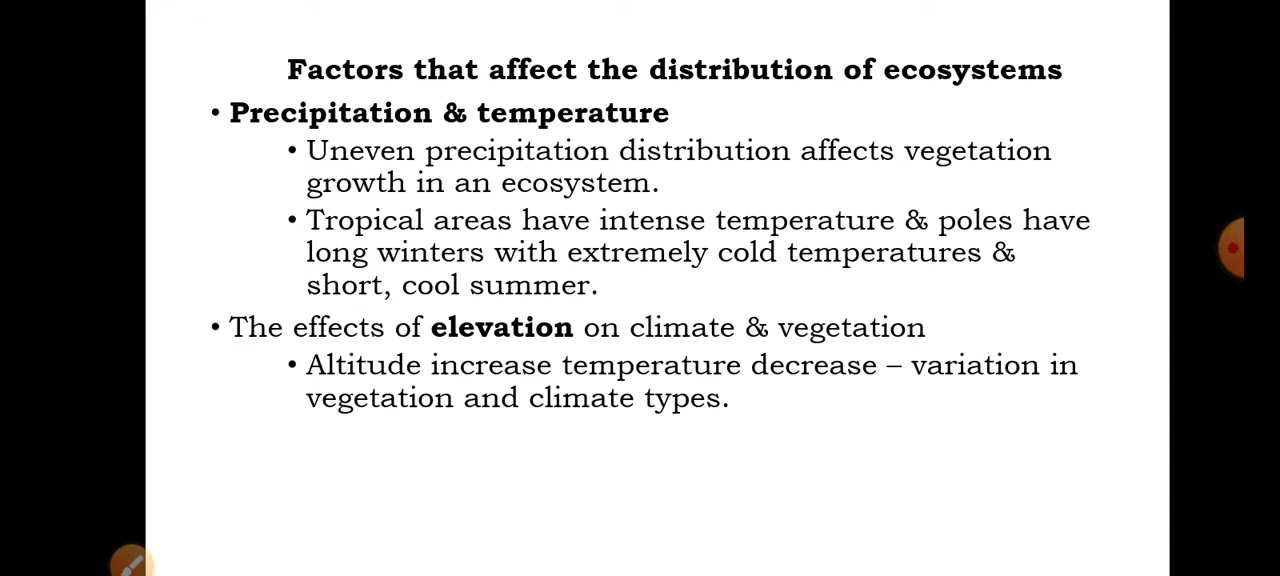 Factors that affect the distribution of ecosystems
• Precipitation & temperature
• Uneven precipitation distribution affects vegetation
growth in an ecosystem.
• Tropical areas have intense temperature & poles have
long winters with extremely cold temperatures &
short, cool summer.
• The effects of elevation on climate & vegetation
• Altitude increase temperature decrease – variation in
vegetation and climate types.